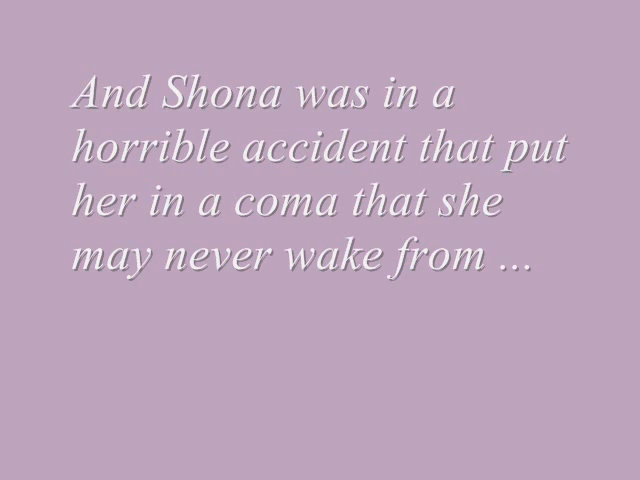 And Shona was in a
horrible accident that put
her in a coma that she
may never wake from ...